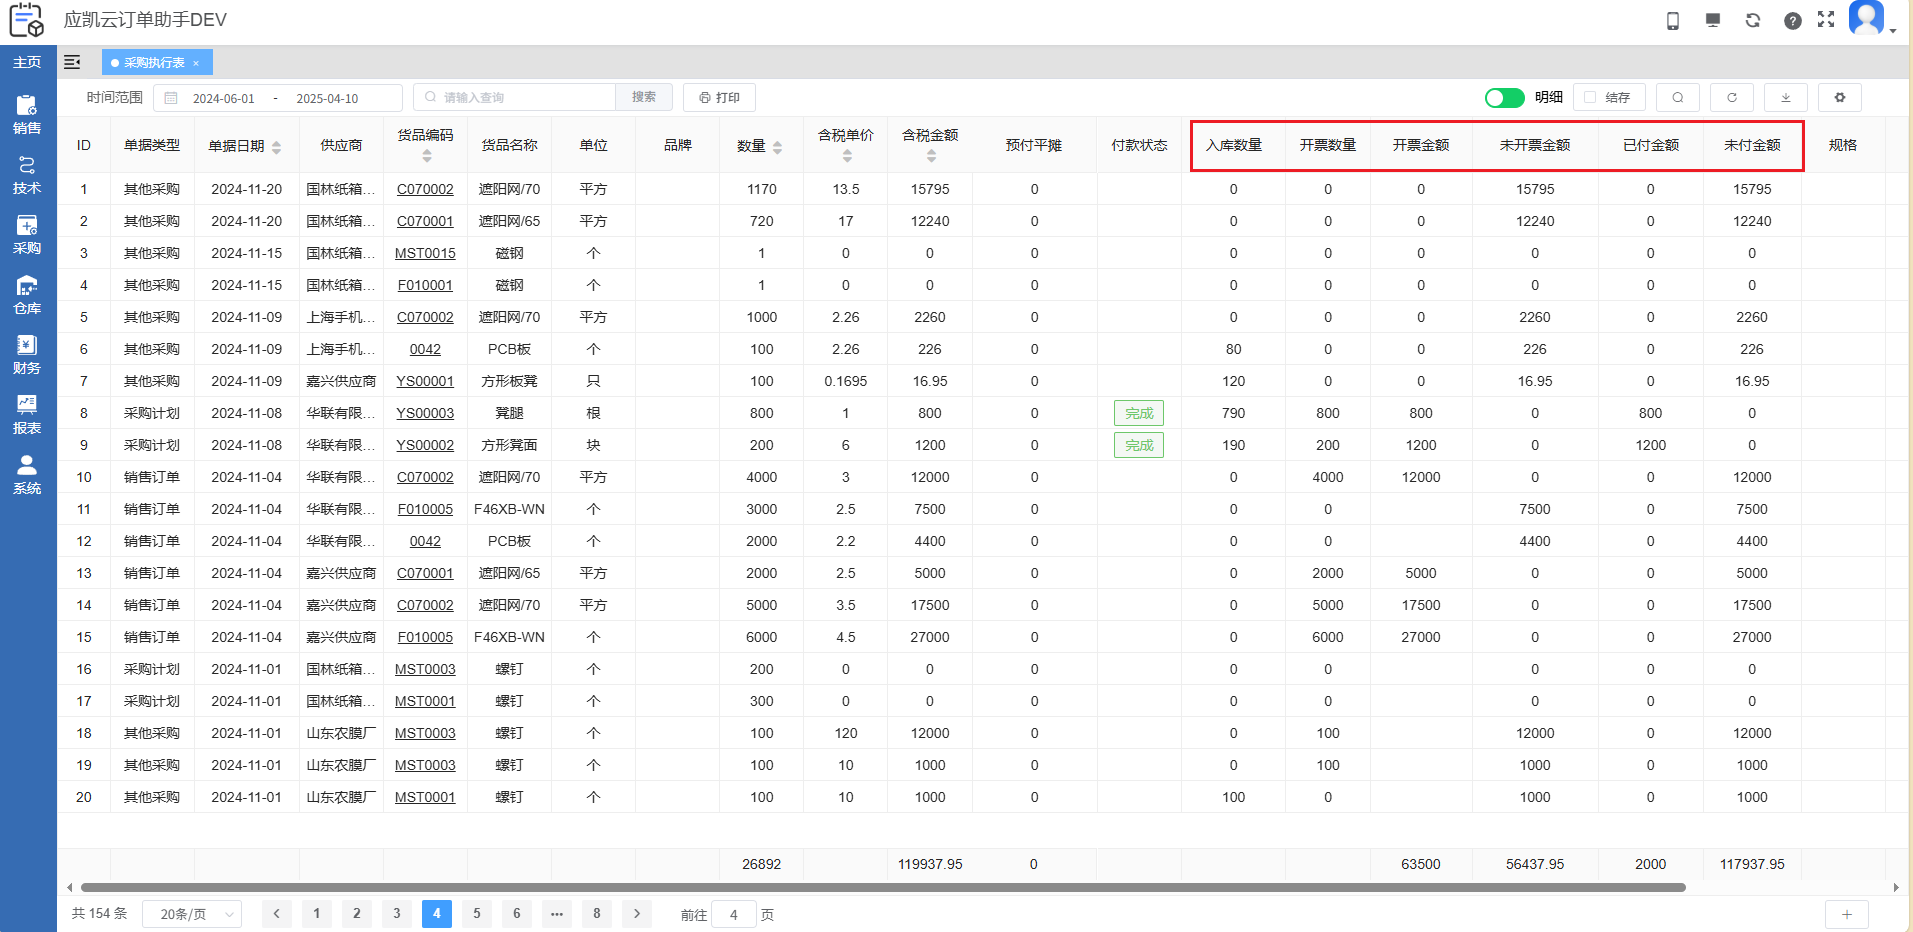 应凯云订单助手DEV
主页
采购执行表 ×
销售
技术
采购
仓库
财务
报表
系统
时间范围 2024-06-01 - 2025-04-10 请输入查询 搜索 打印 明细 结存
ID 单据类型 单据日期 供应商 货品编码 货品名称 单位 品牌 数量 含税单价 含税金额 预付平摊 付款状态 入库数量 开票数量 开票金额 未开票金额 已付金额 未付金额 规格
1 其他采购 2024-11-20 国林纸箱... C070002 遮阳网/70 平方 1170 13.5 15795 0 0 0 0 15795 0 15795
2 其他采购 2024-11-20 国林纸箱... C070001 遮阳网/65 平方 720 17 12240 0 0 0 0 12240 0 12240
3 其他采购 2024-11-15 国林纸箱... MST0015 磁钢 个 1 0 0 0 0 0 0 0 0 0
4 其他采购 2024-11-15 国林纸箱... F010001 磁钢 个 1 0 0 0 0 0 0 0 0 0
5 其他采购 2024-11-09 上海手机... C070002 遮阳网/70 平方 1000 2.26 2260 0 0 0 0 2260 0 2260
6 其他采购 2024-11-09 上海手机... 0042 PCB板 个 100 2.26 226 0 80 0 0 226 0 226
7 其他采购 2024-11-09 嘉兴供应商 YS00001 方形板凳 只 100 0.1695 16.95 0 120 0 0 16.95 0 16.95
8 采购计划 2024-11-08 华联有限... YS00003 凳腿 根 800 1 800 0 完成 790 800 800 0 800 0
9 采购计划 2024-11-08 华联有限... YS00002 方形凳面 块 200 6 1200 0 完成 190 200 1200 0 1200 0
10 销售订单 2024-11-04 华联有限... C070002 遮阳网/70 平方 4000 3 12000 0 0 4000 12000 0 0 12000
11 销售订单 2024-11-04 华联有限... F010005 F46XB-WN 个 3000 2.5 7500 0 0 0 7500 0 7500
12 销售订单 2024-11-04 华联有限... 0042 PCB板 个 2000 2.2 4400 0 0 0 4400 0 4400
13 销售订单 2024-11-04 嘉兴供应商 C070001 遮阳网/65 平方 2000 2.5 5000 0 0 2000 5000 0 0 5000
14 销售订单 2024-11-04 嘉兴供应商 C070002 遮阳网/70 平方 5000 3.5 17500 0 0 5000 17500 0 0 17500
15 销售订单 2024-11-04 嘉兴供应商 F010005 F46XB-WN 个 6000 4.5 27000 0 0 6000 27000 0 0 27000
16 采购计划 2024-11-01 国林纸箱... MST0003 螺钉 个 200 0 0 0 0 0 0 0 0
17 采购计划 2024-11-01 国林纸箱... MST0001 螺钉 个 300 0 0 0 0 0 0 0 0
18 其他采购 2024-11-01 山东农膜厂 MST0003 螺钉 个 100 120 12000 0 0 100 12000 0 12000
19 其他采购 2024-11-01 山东农膜厂 MST0003 螺钉 个 100 10 1000 0 0 100 1000 0 1000
20 其他采购 2024-11-01 山东农膜厂 MST0001 螺钉 个 100 10 1000 0 100 0 1000 0 1000
26892 119937.95 0 63500 56437.95 2000 117937.95
共 154 条 20条/页 1 2 3 4 5 6 ... 8 前往 4 页